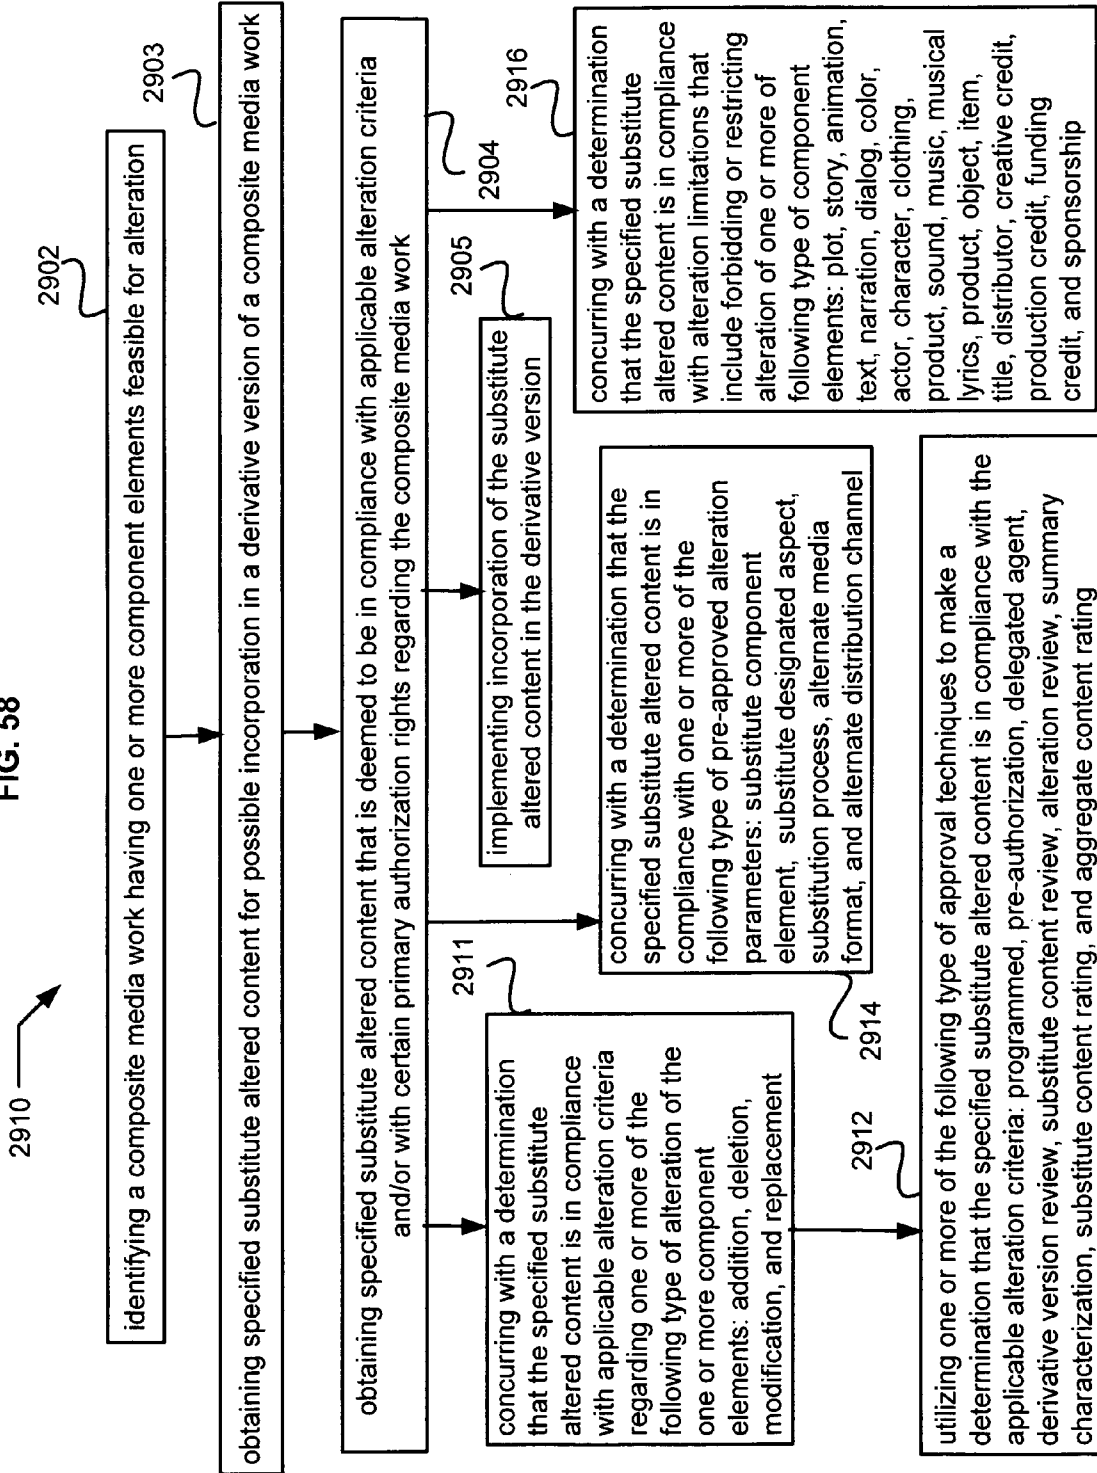 FIG. 58
2910
2902
identifying a composite media work having one or more component elements feasible for alteration
2903
obtaining specified substitute altered content for possible incorporation in a derivative version of a composite media work
obtaining specified substitute altered content that is deemed to be in compliance with applicable alteration criteria
and/or with certain primary authorization rights regarding the composite media work
2904
2911
concurring with a determination
that the specified substitute
altered content is in compliance
with applicable alteration criteria
regarding one or more of the
following type of alteration of the
one or more component
elements: addition, deletion,
modification, and replacement
2905
implementing incorporation of the substitute
altered content in the derivative version
2914
concurring with a determination that the
specified substitute altered content is in
compliance with one or more of the
following type of pre-approved alteration
parameters: substitute component
element, substitute designated aspect,
substitution process, alternate media
format, and alternate distribution channel
2916
concurring with a determination
that the specified substitute
altered content is in compliance
with alteration limitations that
include forbidding or restricting
alteration of one or more of
following type of component
elements: plot, story, animation,
text, narration, dialog, color,
actor, character, clothing,
product, sound, music, musical
lyrics, product, object, item,
title, distributor, creative credit,
production credit, funding
credit, and sponsorship
2912
utilizing one or more of the following type of approval techniques to make a
determination that the specified substitute altered content is in compliance with the
applicable alteration criteria: programmed, pre-authorization, delegated agent,
derivative version review, substitute content review, alteration review, summary
characterization, substitute content rating, and aggregate content rating